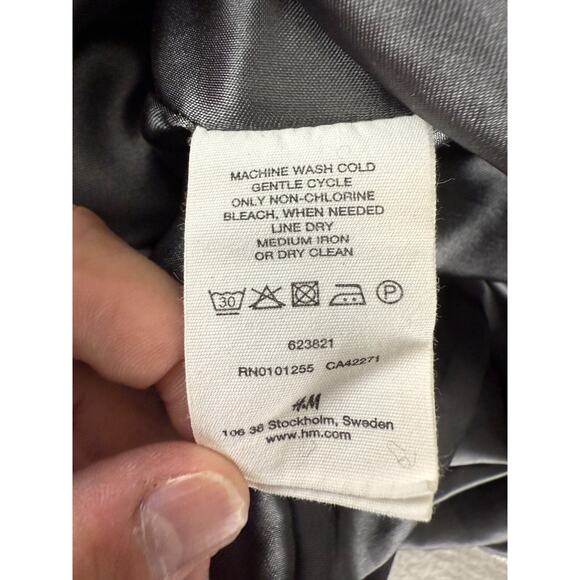 MACHINE WASH COLD
GENTLE CYCLE
ONLY NON-CHLORINE
BLEACH, WHEN NEEDED
LINE DRY
MEDIUM IRON
OR DRY CLEAN
30 P
623821
RN0101255 CA42271
H&M
106 38 Stockholm, Sweden
www.hm.com